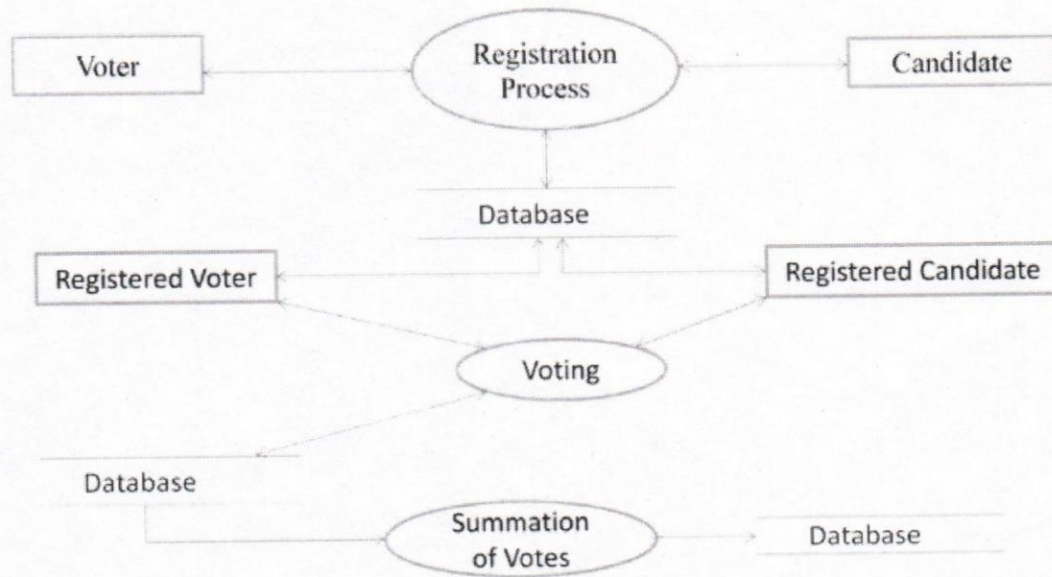 Voter
Registration
Process
Candidate
Database
Registered Voter
Registered Candidate
Voting
Database
Summation
of Votes
Database